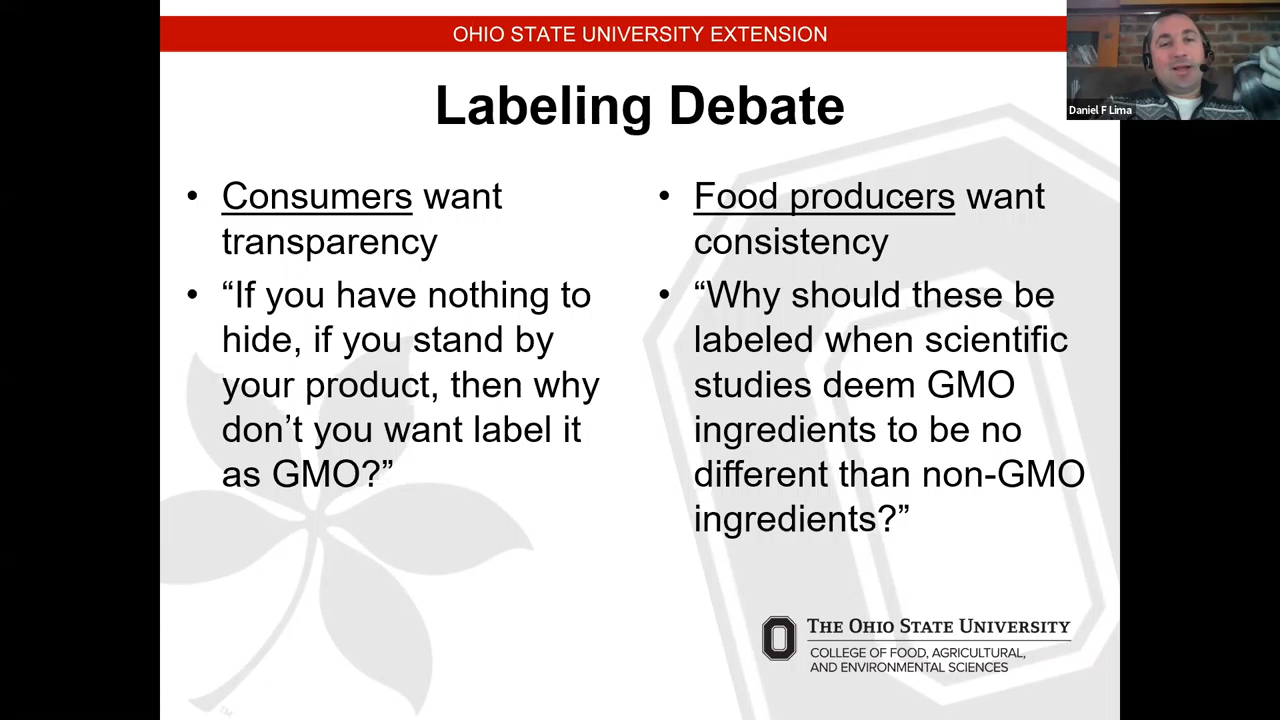 OHIO STATE UNIVERSITY EXTENSION
Daniel F Lima
Labeling Debate
• Consumers want
transparency
• “If you have nothing to
hide, if you stand by
your product, then why
don’t you want label it
as GMO?”
• Food producers want
consistency
• “Why should these be
labeled when scientific
studies deem GMO
ingredients to be no
different than non-GMO
ingredients?”
THE OHIO STATE UNIVERSITY
COLLEGE OF FOOD, AGRICULTURAL,
AND ENVIRONMENTAL SCIENCES
TM